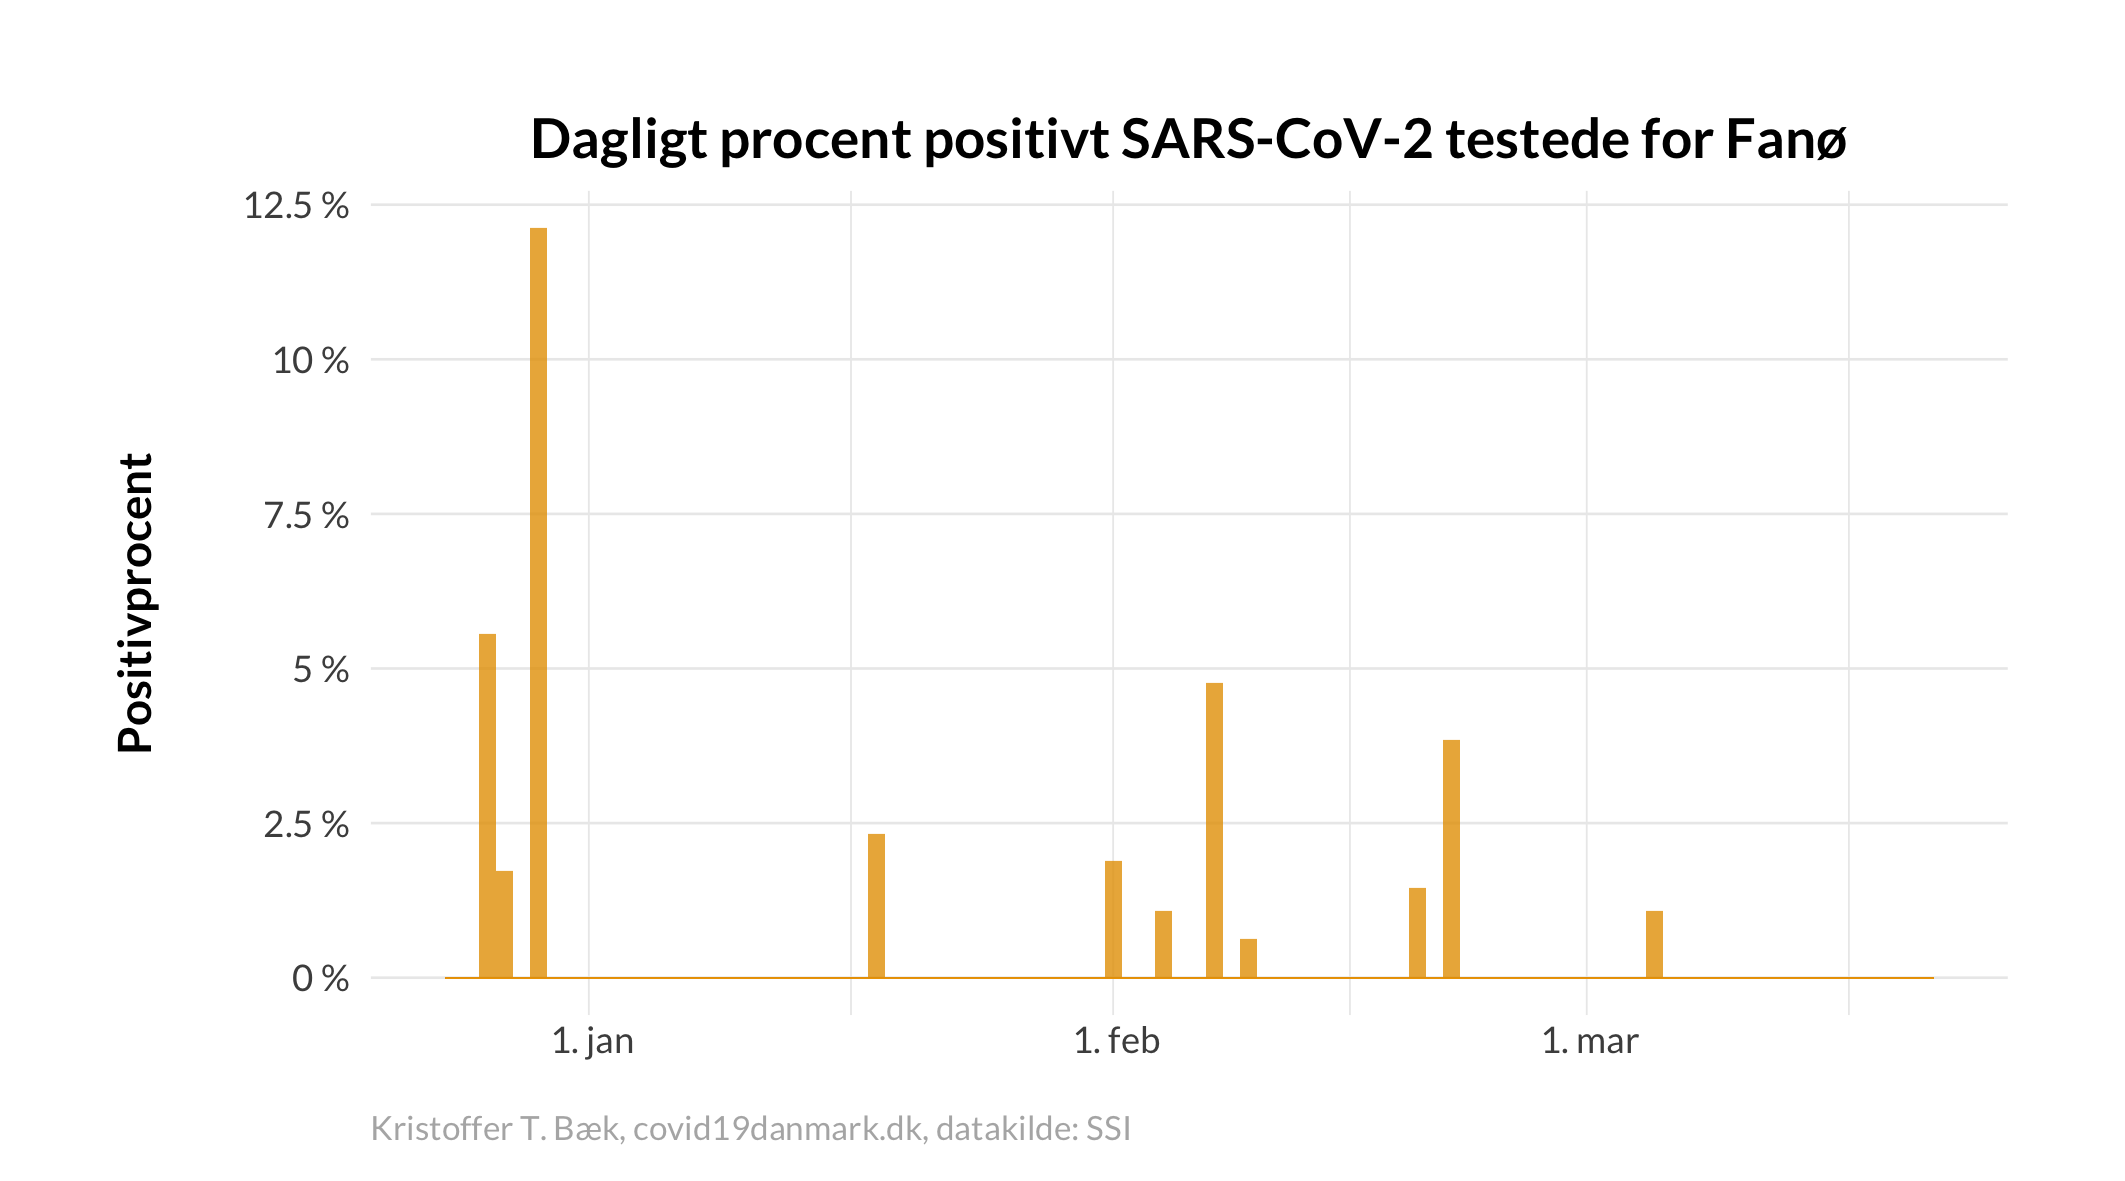 Dagligt procent positivt SARS-CoV-2 testede for Fanø
Positivprocent
12.5 %
10 %
7.5 %
5 %
2.5 %
0 %
1. jan
1. feb
1. mar
Kristoffer T. Bæk, covid19danmark.dk, datakilde: SSI